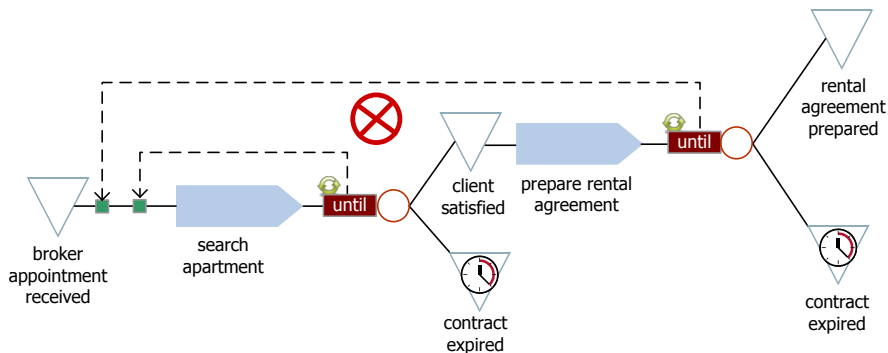 broker
appointment
received
search
apartment
until
client
satisfied
contract
expired
prepare rental
agreement
until
rental
agreement
prepared
contract
expired